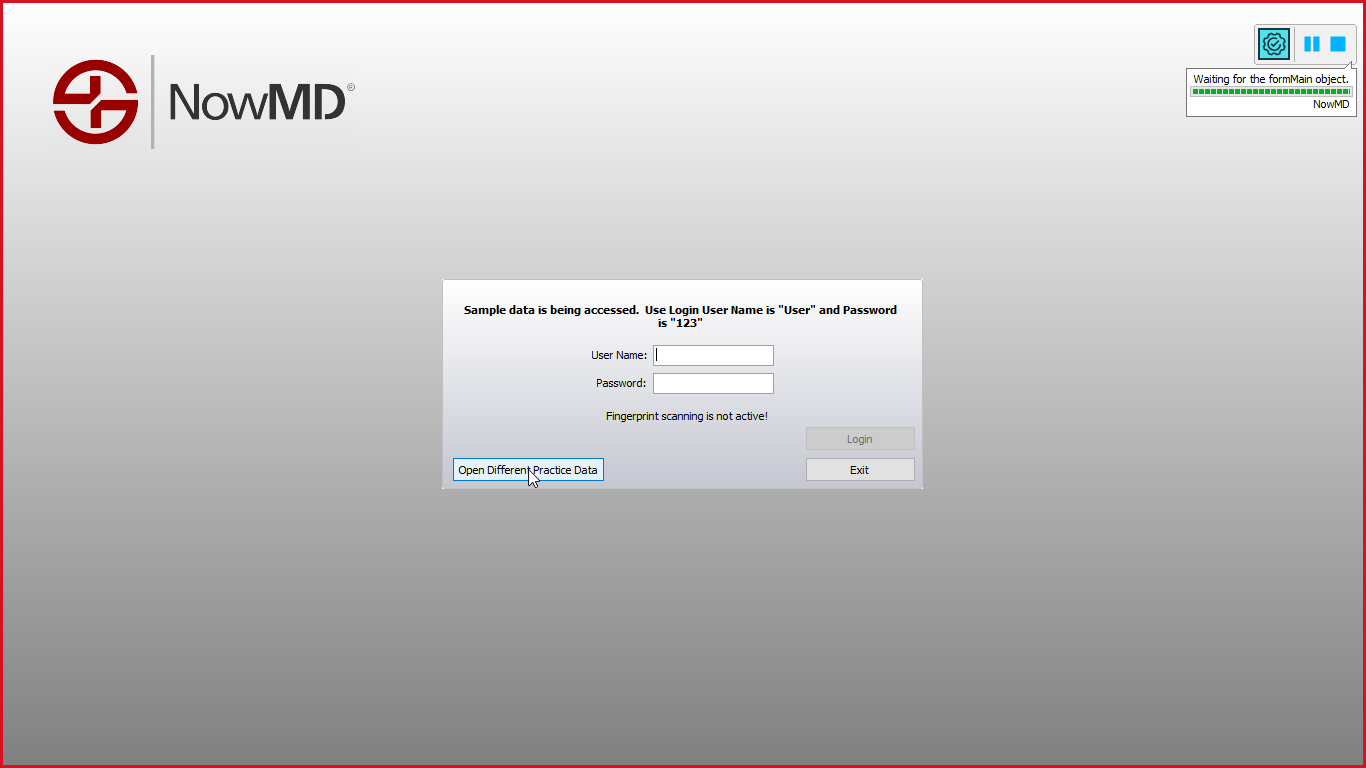 NowMD®
Waiting for the formMain object.
NowMD
Sample data is being accessed.  Use Login User Name is "User" and Password
is "123"
User Name:
Password:
Fingerprint scanning is not active!
Login
Open Different Practice Data
Exit